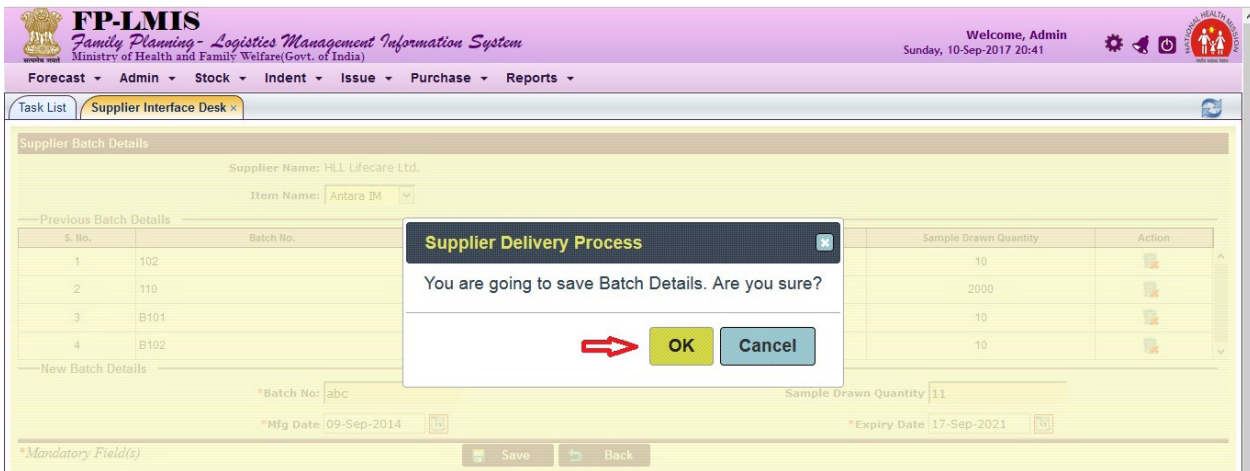 FP-LMIS
Family Planning - Logistics Management Information System
Ministry of Health and Family Welfare(Govt. of India)
Welcome, Admin
Sunday, 10-Sep-2017 20:41
NATIONAL HEALTH MISSION
Forecast Admin Stock Indent Issue Purchase Reports
Task List Supplier Interface Desk ×
Supplier Batch Details
Supplier Name: HLL Lifecare Ltd.
Item Name: Antara IM
Previous Batch Details
S. No. Batch No. Sample Drawn Quantity Action
1 102 10
2 110 2000
3 B101 10
4 B102 10
Supplier Delivery Process
You are going to save Batch Details. Are you sure?
OK Cancel
New Batch Details
*Batch No: abc Sample Drawn Quantity 11
*Mfg Date 09-Sep-2014 *Expiry Date 17-Sep-2021
*Mandatory Field(s) Save Back